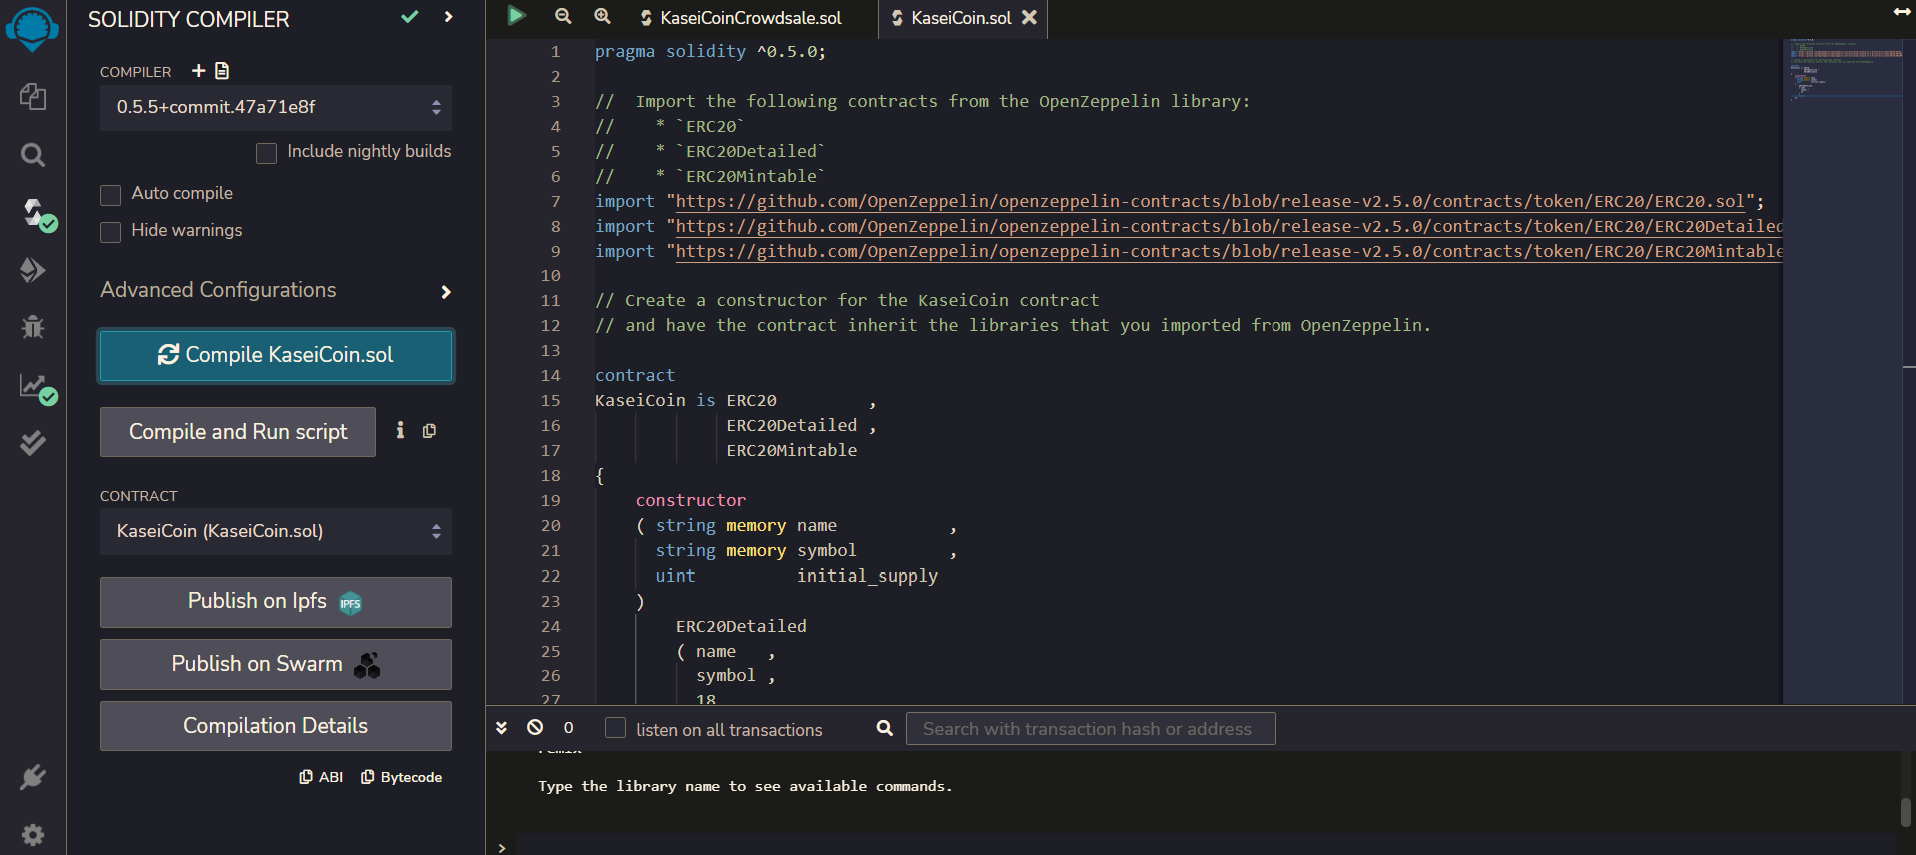 SOLIDITY COMPILER
COMPILER
0.5.5+commit.47a71e8f
Include nightly builds
Auto compile
Hide warnings
Advanced Configurations
Compile KaseiCoin.sol
Compile and Run script
CONTRACT
KaseiCoin (KaseiCoin.sol)
Publish on Ipfs
IPFS
Publish on Swarm
Compilation Details
ABI Bytecode
KaseiCoinCrowdsale.sol KaseiCoin.sol
1 pragma solidity ^0.5.0;
2
3 //  Import the following contracts from the OpenZeppelin library:
4 //    * `ERC20`
5 //    * `ERC20Detailed`
6 //    * `ERC20Mintable`
7 import "https://github.com/OpenZeppelin/openzeppelin-contracts/blob/release-v2.5.0/contracts/token/ERC20/ERC20.sol";
8 import "https://github.com/OpenZeppelin/openzeppelin-contracts/blob/release-v2.5.0/contracts/token/ERC20/ERC20Detailed
9 import "https://github.com/OpenZeppelin/openzeppelin-contracts/blob/release-v2.5.0/contracts/token/ERC20/ERC20Mintable
10
11 // Create a constructor for the KaseiCoin contract
12 // and have the contract inherit the libraries that you imported from OpenZeppelin.
13
14 contract
15 KaseiCoin is ERC20         ,
16              ERC20Detailed ,
17              ERC20Mintable
18 {
19     constructor
20     ( string memory name           ,
21       string memory symbol         ,
22       uint          initial_supply
23     )
24         ERC20Detailed
25         ( name   ,
26           symbol ,
27           18
0 listen on all transactions Search with transaction hash or address
remix
Type the library name to see available commands.
>